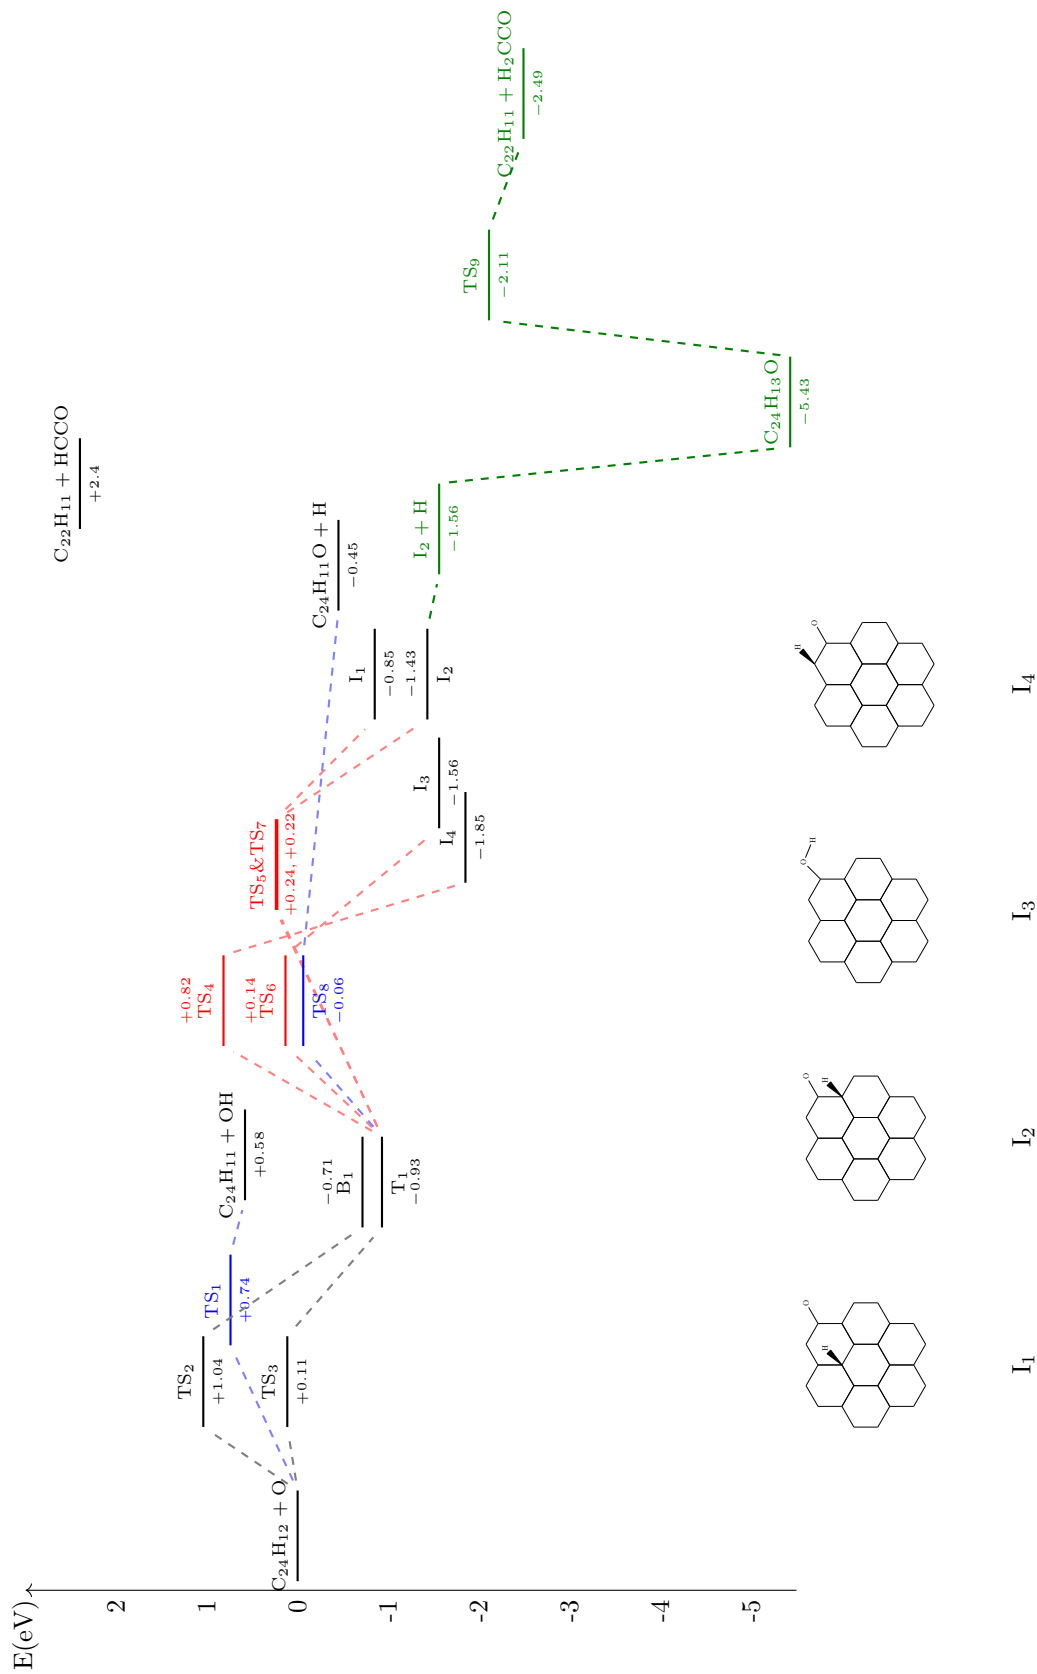 E(eV)
2
1
0
-1
-2
-3
-4
-5
C₂₄H₁₂ + O
TS₂
+1.04
TS₃
+0.11
TS₁
+0.74
C₂₄H₁₁ + OH
+0.58
−0.71
B₁
T₁
−0.93
+0.82
TS₄
+0.14
TS₆
TS₈
−0.06
TS₅&TS₇
+0.24, +0.22
I₄
−1.85
I₃
−1.56
I₁
−0.85
−1.43
I₂
C₂₄H₁₁O + H
−0.45
I₂ + H
−1.56
C₂₂H₁₁ + HCCO
+2.4
C₂₄H₁₃O
−5.43
TS₉
−2.11
C₂₂H₁₁ + H₂CCO
−2.49
O
H
I₁
O
H
I₂
O
H
I₃
H
O
I₄